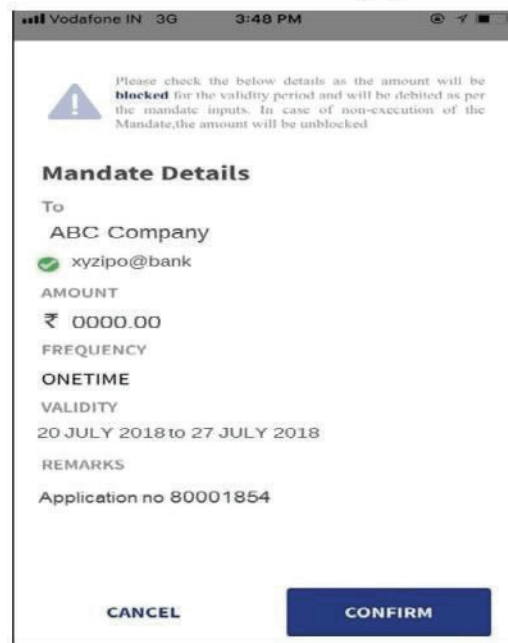 Vodafone IN 3G 3:48 PM
Please check the below details as the amount will be
blocked for the validity period and will be debited as per
the mandate inputs. In case of non-execution of the
Mandate,the amount will be unblocked
Mandate Details
To
ABC Company
xyzipo@bank
AMOUNT
₹ 0000.00
FREQUENCY
ONETIME
VALIDITY
20 JULY 2018 to 27 JULY 2018
REMARKS
Application no 80001854
CANCEL CONFIRM